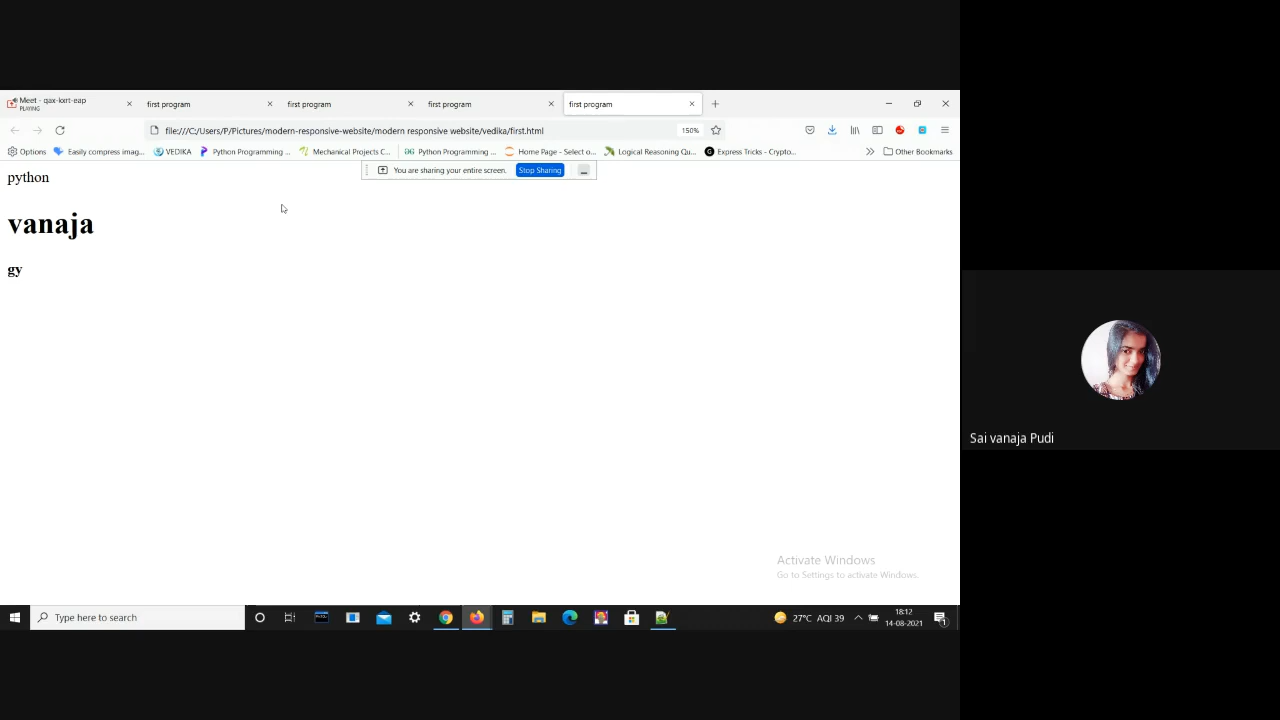 Meet - qax-kxrt-eap
PLAYING
first program
first program
first program
first program
file:///C:/Users/P/Pictures/modern-responsive-website/modern responsive website/vedika/first.html
150%
Options
Easily compress imag...
VEDIKA
Python Programming ...
Mechanical Projects C...
Python Programming ...
Home Page - Select o...
Logical Reasoning Qu...
Express Tricks - Crypto...
Other Bookmarks
You are sharing your entire screen.
Stop Sharing
python
vanaja
gy
Sai vanaja Pudi
Activate Windows
Go to Settings to activate Windows.
Type here to search
27°C AQI 39
18:12
14-08-2021
1